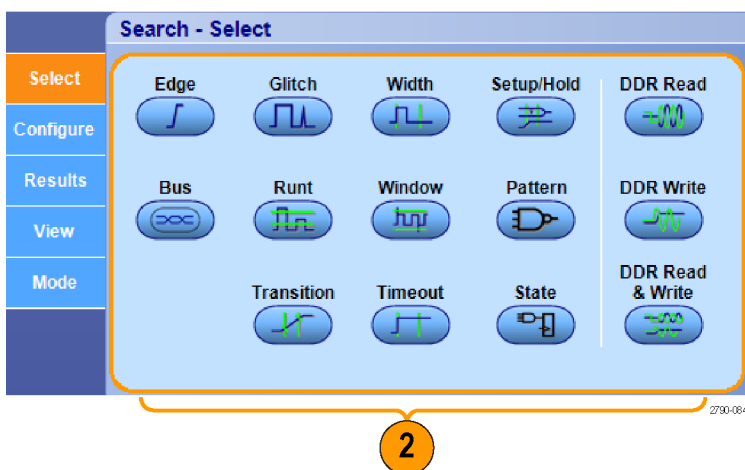 Search - Select
Select
Configure
Results
View
Mode
Edge
Glitch
Width
Setup/Hold
DDR Read
Bus
Runt
Window
Pattern
DDR Write
Transition
Timeout
State
DDR Read
& Write
2790-084
2